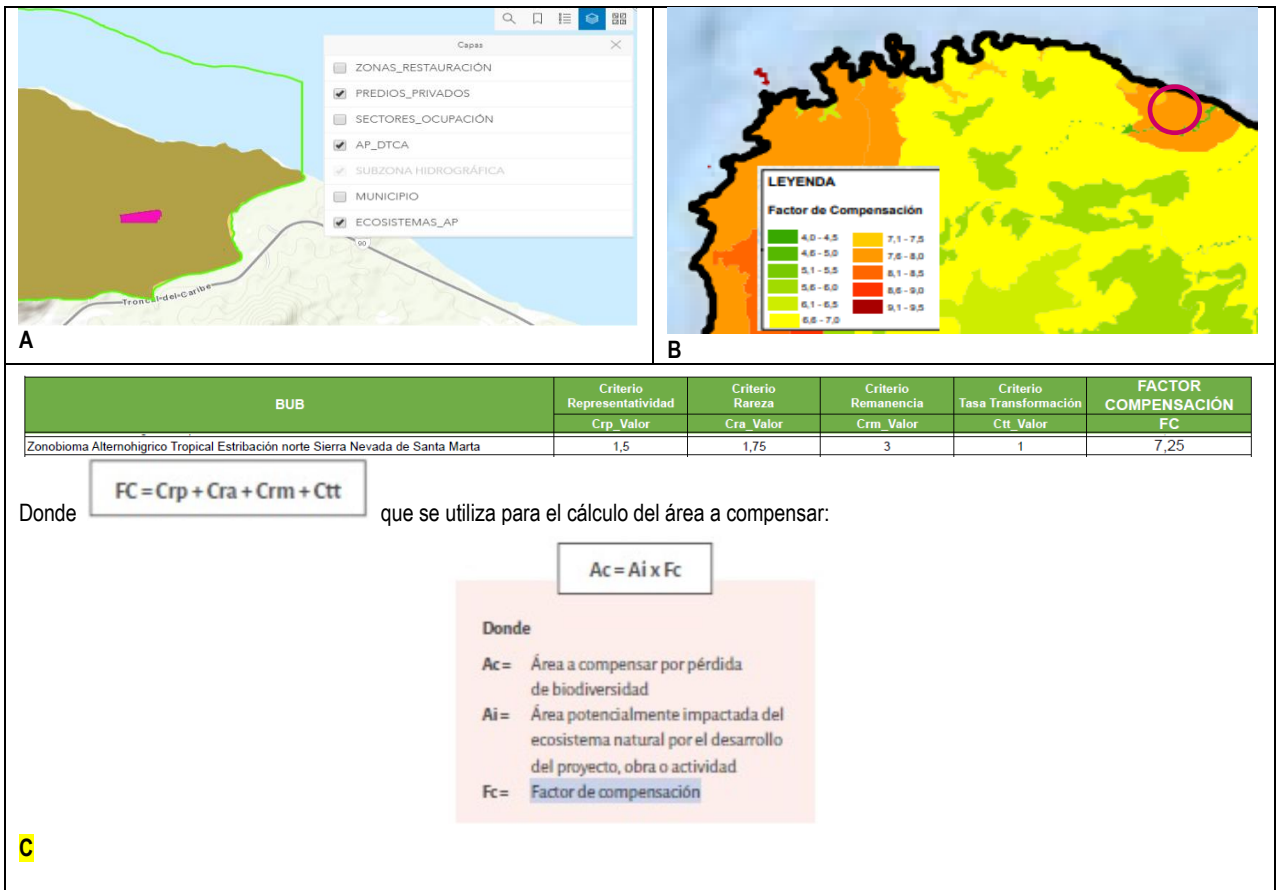 Capas
ZONAS_RESTAURACIÓN
PREDIOS_PRIVADOS
SECTORES_OCUPACIÓN
AP_DTCA
SUBZONA HIDROGRÁFICA
MUNICIPIO
ECOSISTEMAS_AP
90
Troncal-del-Caribe
A
LEYENDA
Factor de Compensación
4,0 - 4,5
4,6 - 5,0
5,1 - 5,5
5,6 - 6,0
6,1 - 6,5
6,6 - 7,0
7,1 - 7,5
7,6 - 8,0
8,1 - 8,5
8,6 - 9,0
9,1 - 9,5
B
BUB Criterio Representatividad Criterio Rareza Criterio Remanencia Criterio Tasa Transformación FACTOR COMPENSACIÓN
Crp_Valor Cra_Valor Crm_Valor Ctt_Valor FC
Zonobioma Alternohigrico Tropical Estribación norte Sierra Nevada de Santa Marta 1,5 1,75 3 1 7,25
Donde FC = Crp + Cra + Crm + Ctt que se utiliza para el cálculo del área a compensar:
Ac = Ai x Fc
Donde
Ac = Área a compensar por pérdida
de biodiversidad
Ai = Área potencialmente impactada del
ecosistema natural por el desarrollo
del proyecto, obra o actividad
Fc = Factor de compensación
C